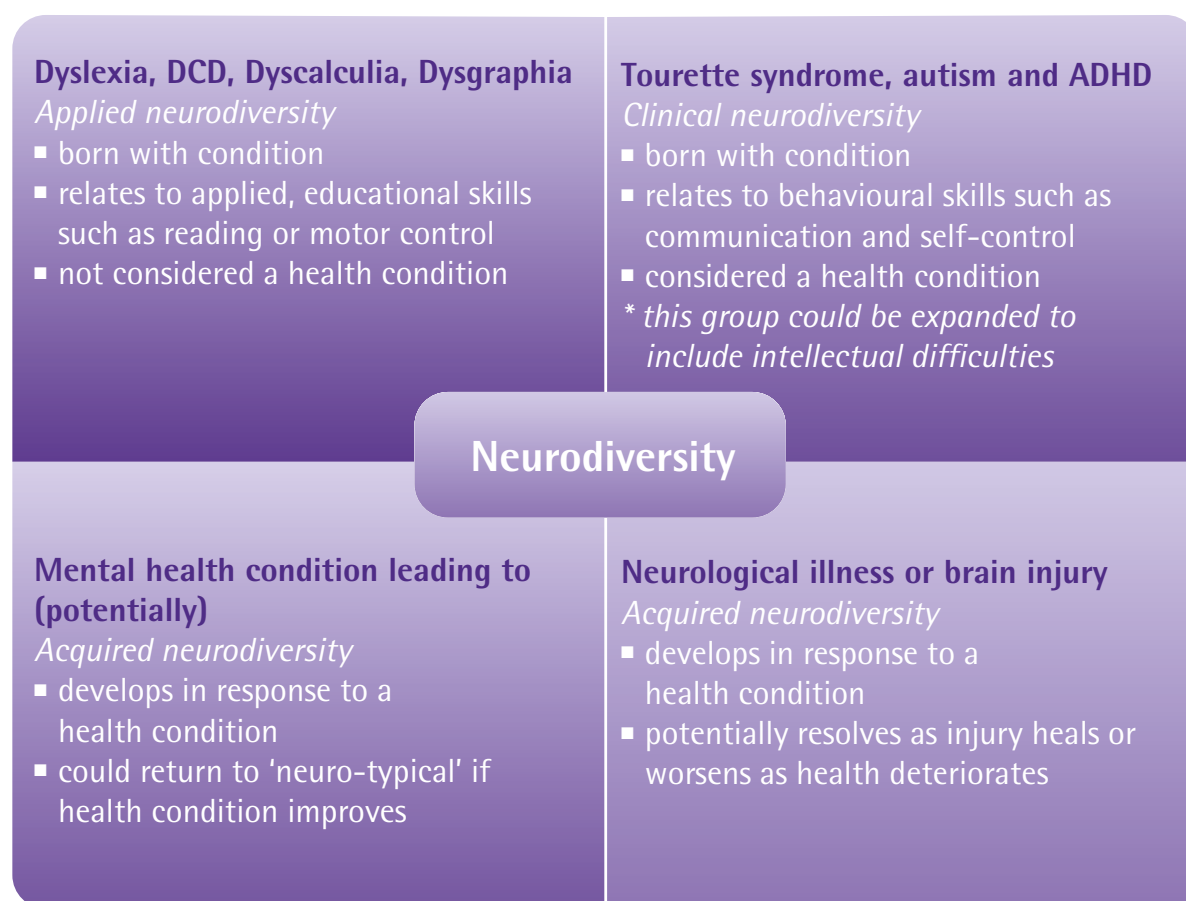 Dyslexia, DCD, Dyscalculia, Dysgraphia
Applied neurodiversity
▪ born with condition
▪ relates to applied, educational skills
such as reading or motor control
▪ not considered a health condition
Tourette syndrome, autism and ADHD
Clinical neurodiversity
▪ born with condition
▪ relates to behavioural skills such as
communication and self-control
▪ considered a health condition
* this group could be expanded to
include intellectual difficulties
Neurodiversity
Mental health condition leading to
(potentially)
Acquired neurodiversity
▪ develops in response to a
health condition
▪ could return to ‘neuro-typical’ if
health condition improves
Neurological illness or brain injury
Acquired neurodiversity
▪ develops in response to a
health condition
▪ potentially resolves as injury heals or
worsens as health deteriorates